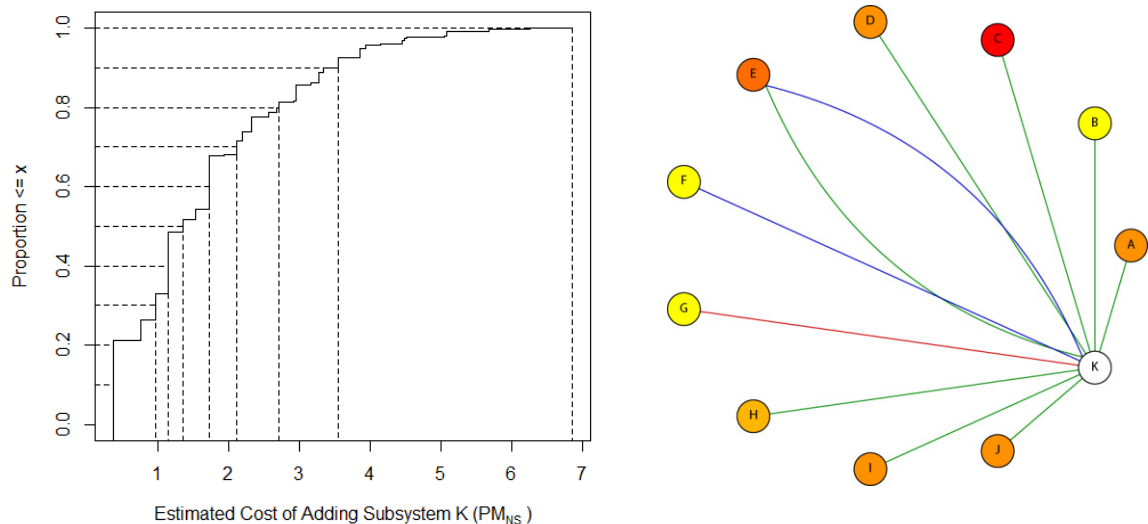 1.0
0.8
0.6
0.4
0.2
0.0
Proportion <= x
1 2 3 4 5 6 7
Estimated Cost of Adding Subsystem K (PM_NS )
D
C
E
B
F
A
G
K
H
J
I